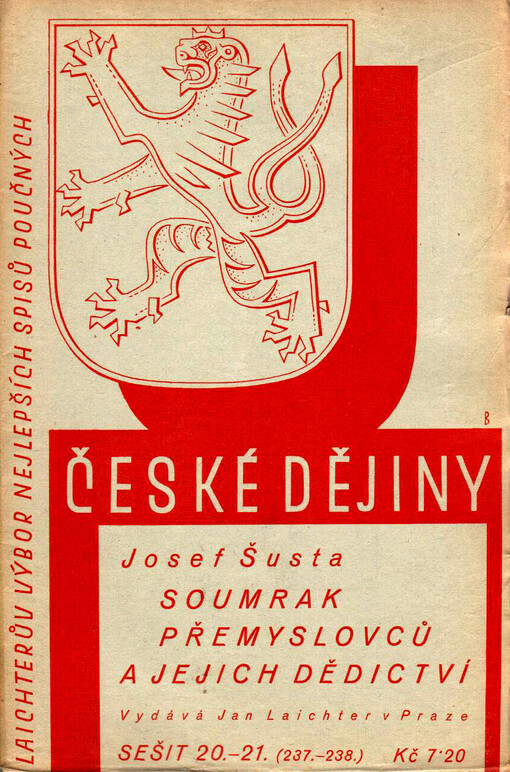 LAICHTERŮV VÝBOR NEJLEPŠÍCH SPISŮ POUČNÝCH
B
ČESKÉ DĚJINY
Josef Šusta
SOUMRAK
PŘEMYSLOVCŮ
A JEJICH DĚDICTVÍ
Vydává Jan Laichter v Praze
SEŠIT 20.–21. (237.–238.) Kč 7·20